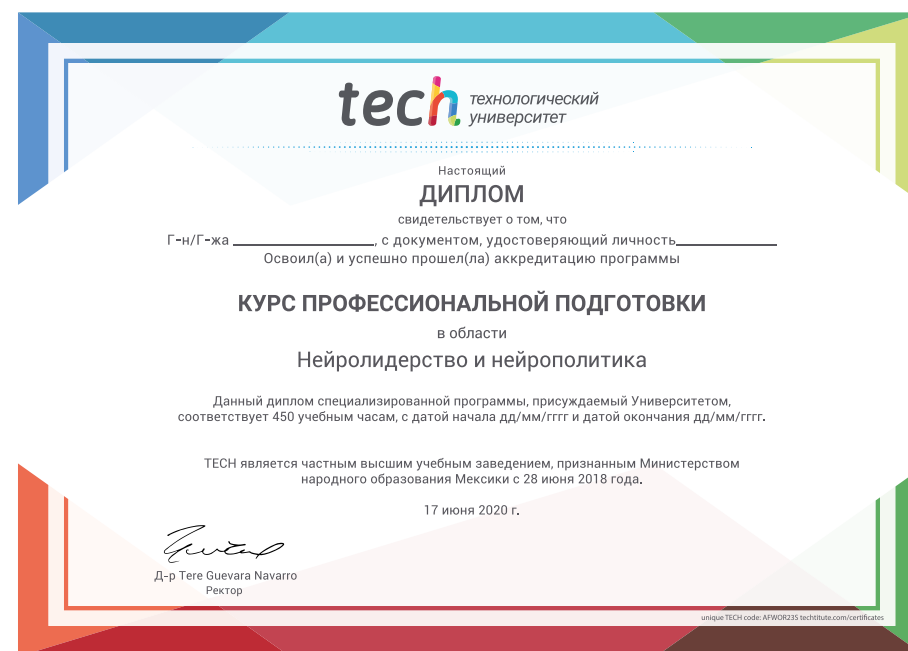 tech технологический
университет
Настоящий
ДИПЛОМ
свидетельствует о том, что
Г-н/Г-жа ____________________, с документом, удостоверяющий личность______________
Освоил(а) и успешно прошел(ла) аккредитацию программы
КУРС ПРОФЕССИОНАЛЬНОЙ ПОДГОТОВКИ
в области
Нейролидерство и нейрополитика
Данный диплом специализированной программы, присуждаемый Университетом,
соответствует 450 учебным часам, с датой начала дд/мм/гггг и датой окончания дд/мм/гггг.
TECH является частным высшим учебным заведением, признанным Министерством
народного образования Мексики с 28 июня 2018 года.
17 июня 2020 г.
Д-р Tere Guevara Navarro
Ректор
unique TECH code: AFWOR23S techtitute.com/certificates